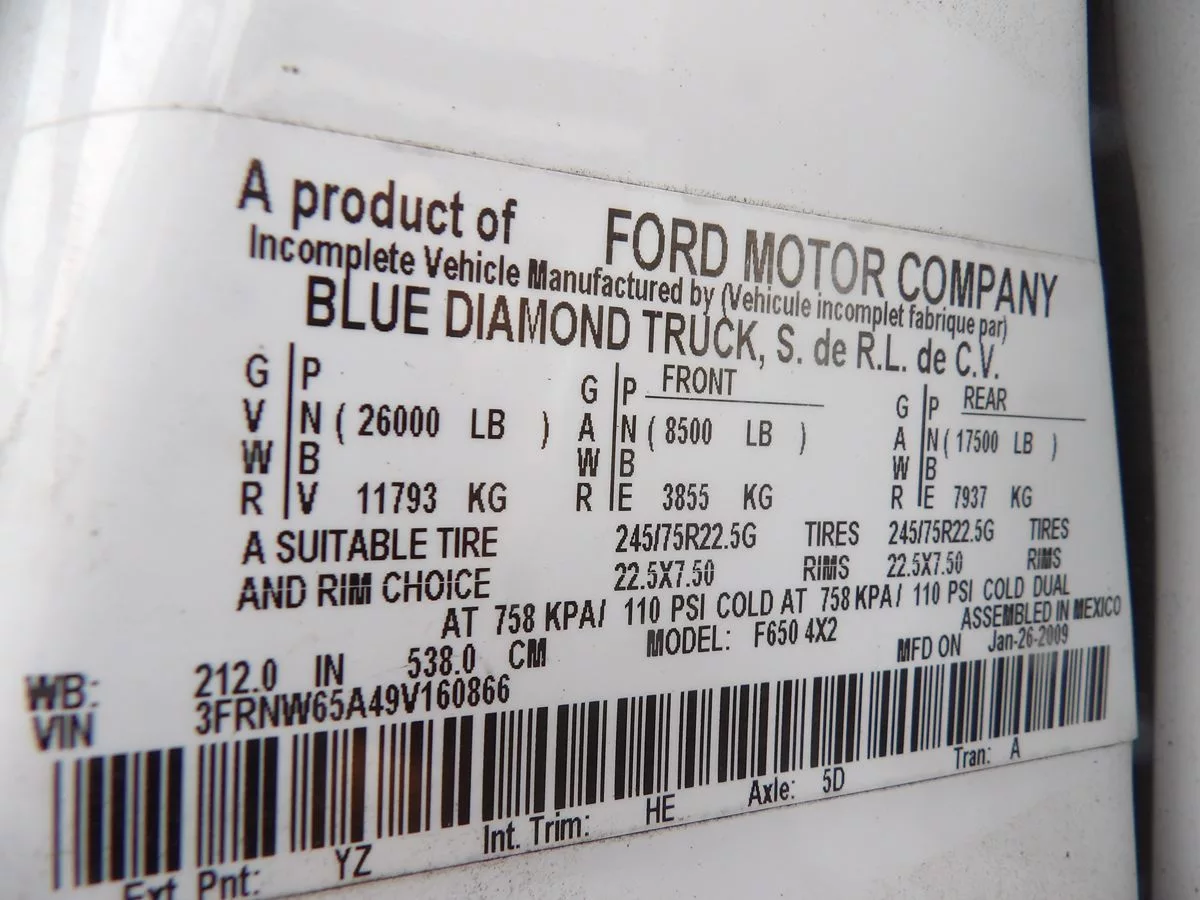 A product of FORD MOTOR COMPANY
Incomplete Vehicle Manufactured by (Vehicule incomplet fabrique par)
BLUE DIAMOND TRUCK, S. de R.L. de C.V.
G P G P FRONT G P REAR
V N ( 26000 LB ) A N ( 8500 LB ) A N ( 17500 LB )
W B W B W B
R V 11793 KG R E 3855 KG R E 7937 KG
A SUITABLE TIRE 245/75R22.5G TIRES 245/75R22.5G TIRES
AND RIM CHOICE 22.5X7.50 RIMS 22.5X7.50 RIMS
AT 758 KPA/ 110 PSI COLD AT 758 KPA/ 110 PSI COLD DUAL
MODEL: F650 4X2 ASSEMBLED IN MEXICO
WB: 212.0 IN 538.0 CM MFD ON Jan-26-2009
VIN 3FRNW65A49V160866
Ext Pnt: YZ Int. Trim: HE Axle: 5D Tran: A